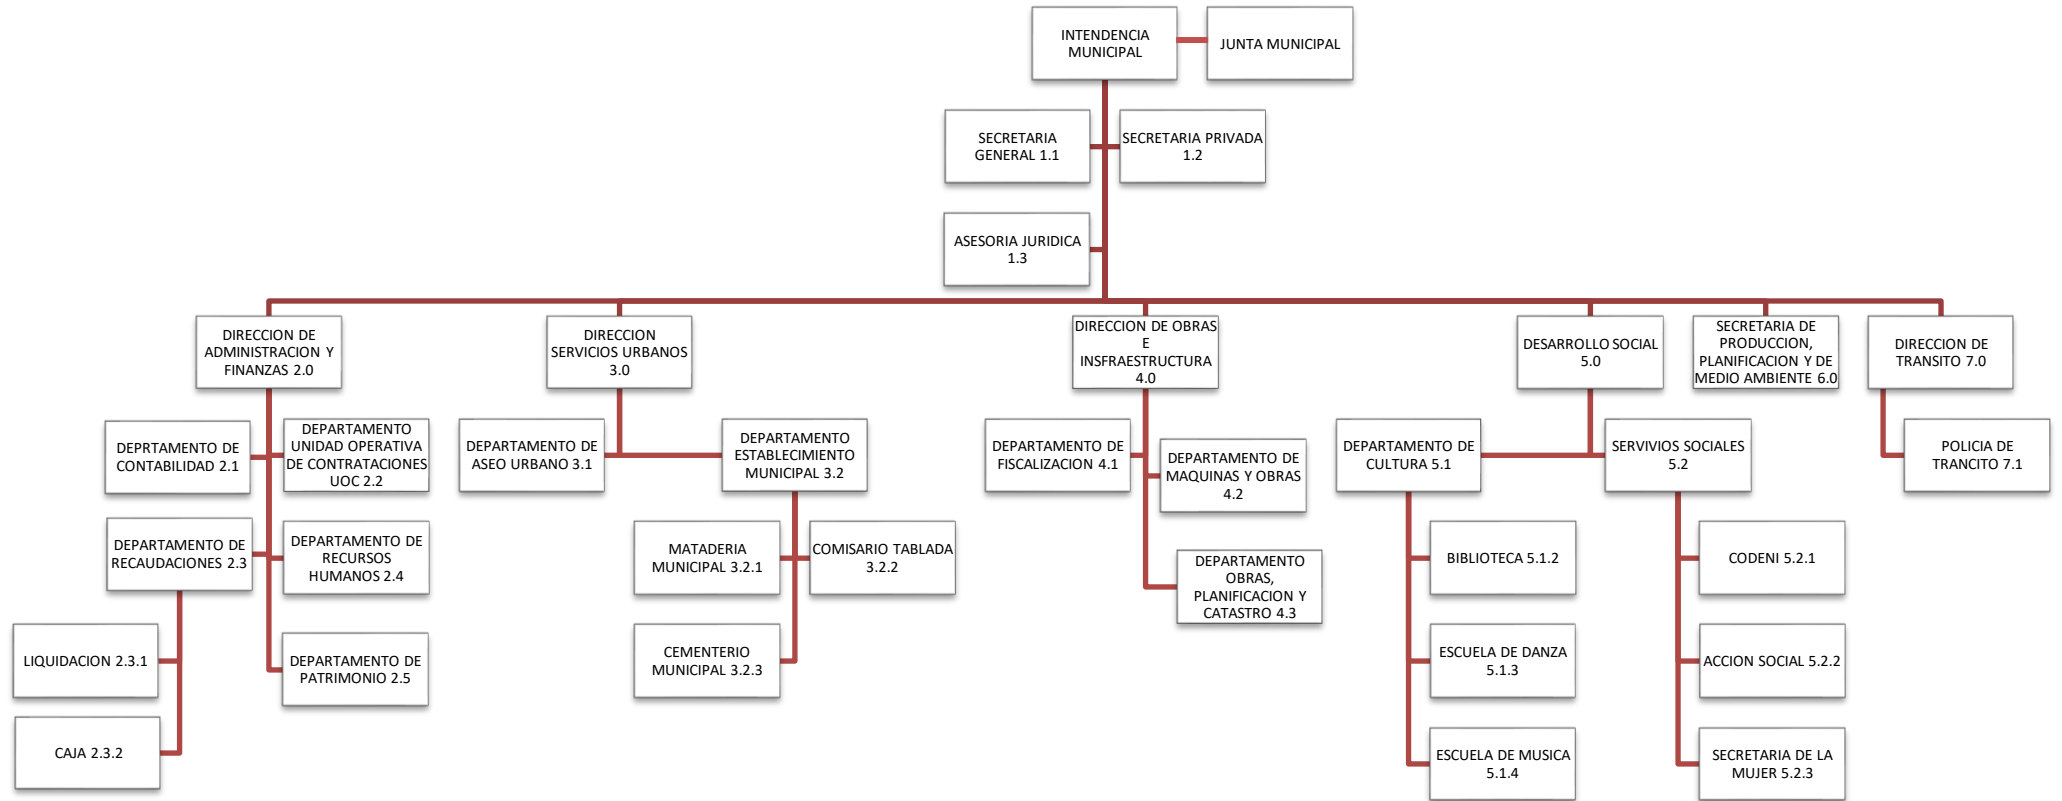 INTENDENCIA
MUNICIPAL
JUNTA MUNICIPAL
SECRETARIA
GENERAL 1.1
SECRETARIA PRIVADA
1.2
ASESORIA JURIDICA
1.3
DIRECCION DE
ADMINISTRACION Y
FINANZAS 2.0
DIRECCION
SERVICIOS URBANOS
3.0
DIRECCION DE OBRAS
E
INSFRAESTRUCTURA
4.0
DESARROLLO SOCIAL
5.0
SECRETARIA DE
PRODUCCION,
PLANIFICACION Y DE
MEDIO AMBIENTE 6.0
DIRECCION DE
TRANSITO 7.0
DEPRTAMENTO DE
CONTABILIDAD 2.1
DEPARTAMENTO
UNIDAD OPERATIVA
DE CONTRATACIONES
UOC 2.2
DEPARTAMENTO DE
ASEO URBANO 3.1
DEPARTAMENTO
ESTABLECIMIENTO
MUNICIPAL 3.2
DEPARTAMENTO DE
FISCALIZACION 4.1
DEPARTAMENTO DE
MAQUINAS Y OBRAS
4.2
DEPARTAMENTO DE
CULTURA 5.1
SERVIVIOS SOCIALES
5.2
POLICIA DE
TRANCITO 7.1
DEPARTAMENTO DE
RECAUDACIONES 2.3
DEPARTAMENTO DE
RECURSOS
HUMANOS 2.4
MATADERIA
MUNICIPAL 3.2.1
COMISARIO TABLADA
3.2.2
DEPARTAMENTO
OBRAS,
PLANIFICACION Y
CATASTRO 4.3
BIBLIOTECA 5.1.2
CODENI 5.2.1
LIQUIDACION 2.3.1
DEPARTAMENTO DE
PATRIMONIO 2.5
CEMENTERIO
MUNICIPAL 3.2.3
ESCUELA DE DANZA
5.1.3
ACCION SOCIAL 5.2.2
CAJA 2.3.2
ESCUELA DE MUSICA
5.1.4
SECRETARIA DE LA
MUJER 5.2.3